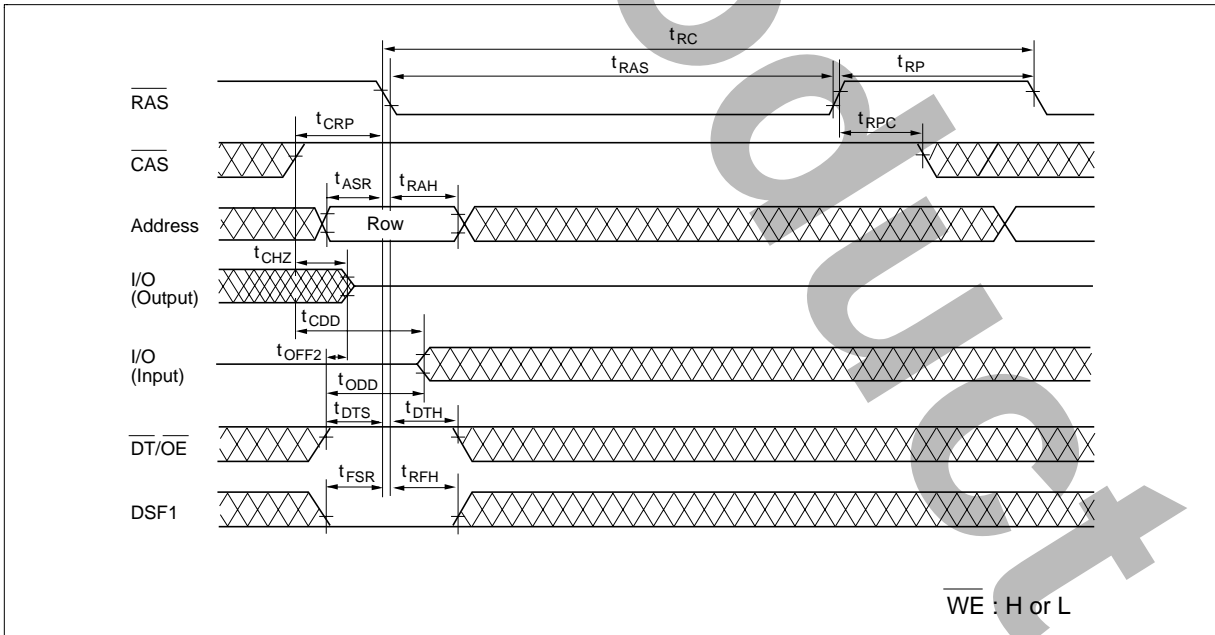 tRC
tRAS
tRP
RAS
tCRP
tRPC
CAS
tASR
tRAH
Address
Row
tCHZ
I/O
(Output)
tCDD
tOFF2
I/O
(Input)
tODD
tDTS
tDTH
DT/OE
tFSR
tRFH
DSF1
WE : H or L